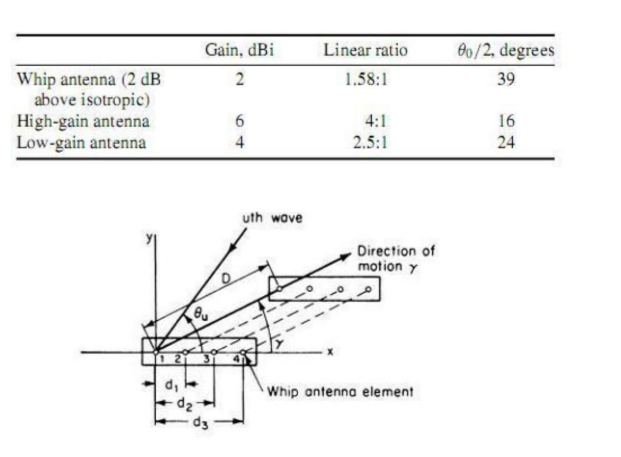 Gain, dBi Linear ratio θ₀/2, degrees
Whip antenna (2 dB 2 1.58:1 39
above isotropic)
High-gain antenna 6 4:1 16
Low-gain antenna 4 2.5:1 24
uth wave
y
Direction of
motion γ
D
θu
γ
x
1 2 3 4
d₁
Whip antenna element
d₂
d₃